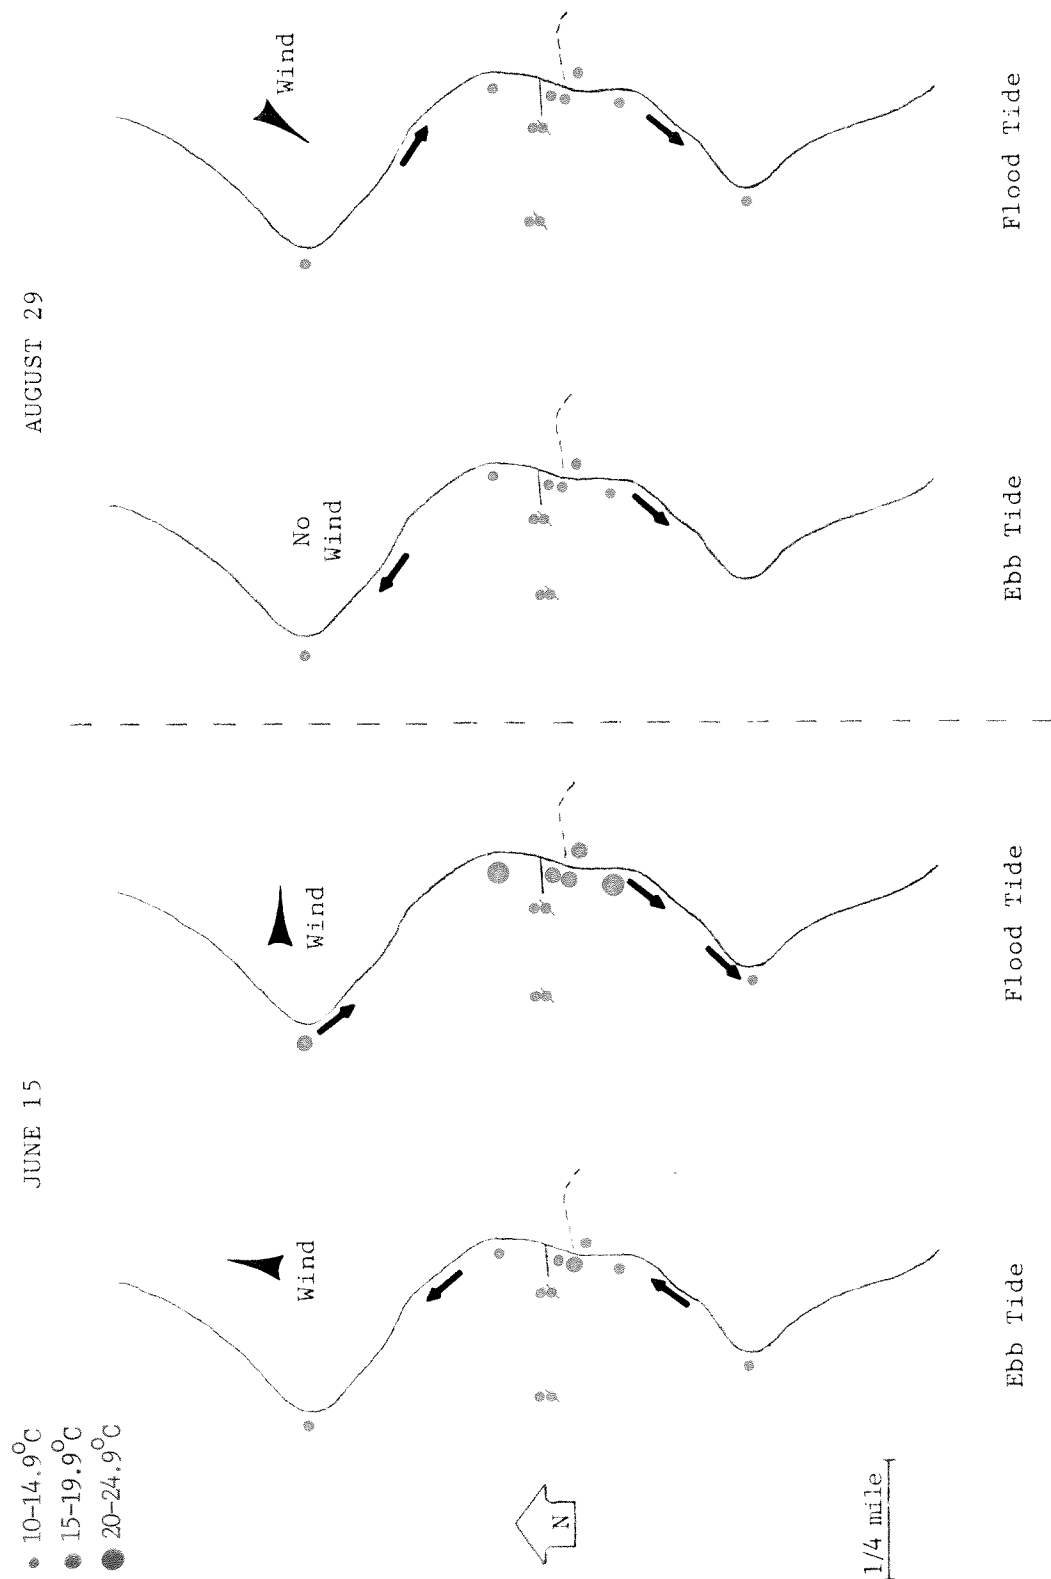 JUNE 15
AUGUST 29
10-14.9°C
15-19.9°C
20-24.9°C
Wind
Wind
No
Wind
Wind
N
1/4 mile
Ebb Tide
Flood Tide
Ebb Tide
Flood Tide